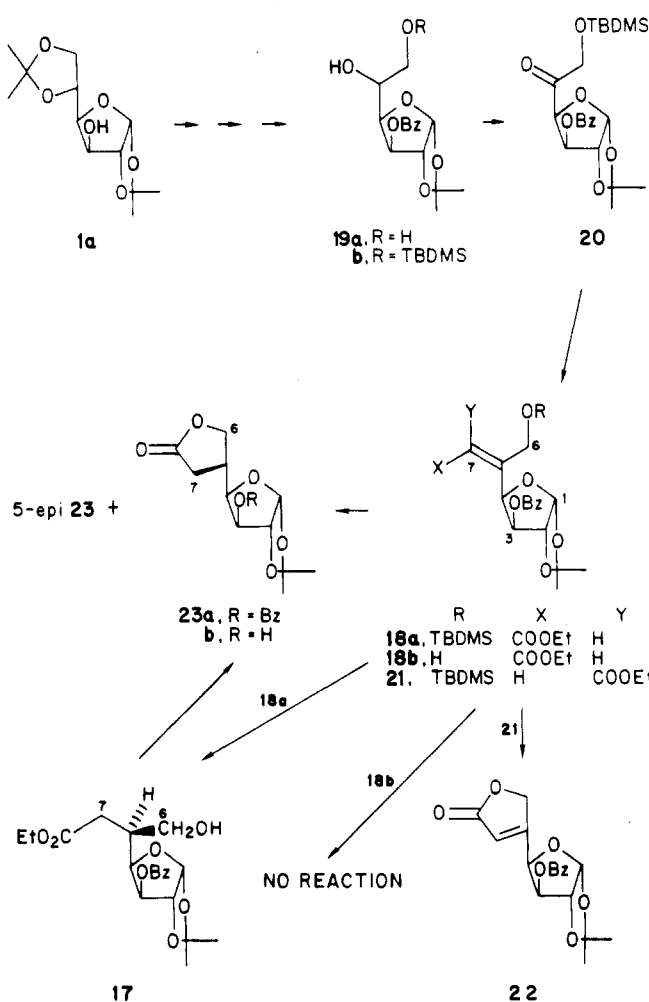 OTBDMS
OR
O
O
O
OH
O
O
O
HO
O
OBz
O
O
O
O
OBz
O
O
1a
19a, R = H
b, R = TBDMS
20
O
O
6
7
O
OR
O
O
5-epi 23 +
23a, R = Bz
b, R = H
Y
OR
X
7
6
O
1
OBz
3
O
O
R X Y
18a, TBDMS COOEt H
18b, H COOEt H
21, TBDMS H COOEt
18a
18b
21
7
H
6
EtO₂C
CH₂OH
O
OBz
O
O
NO REACTION
O
O
O
OBz
O
O
17
22